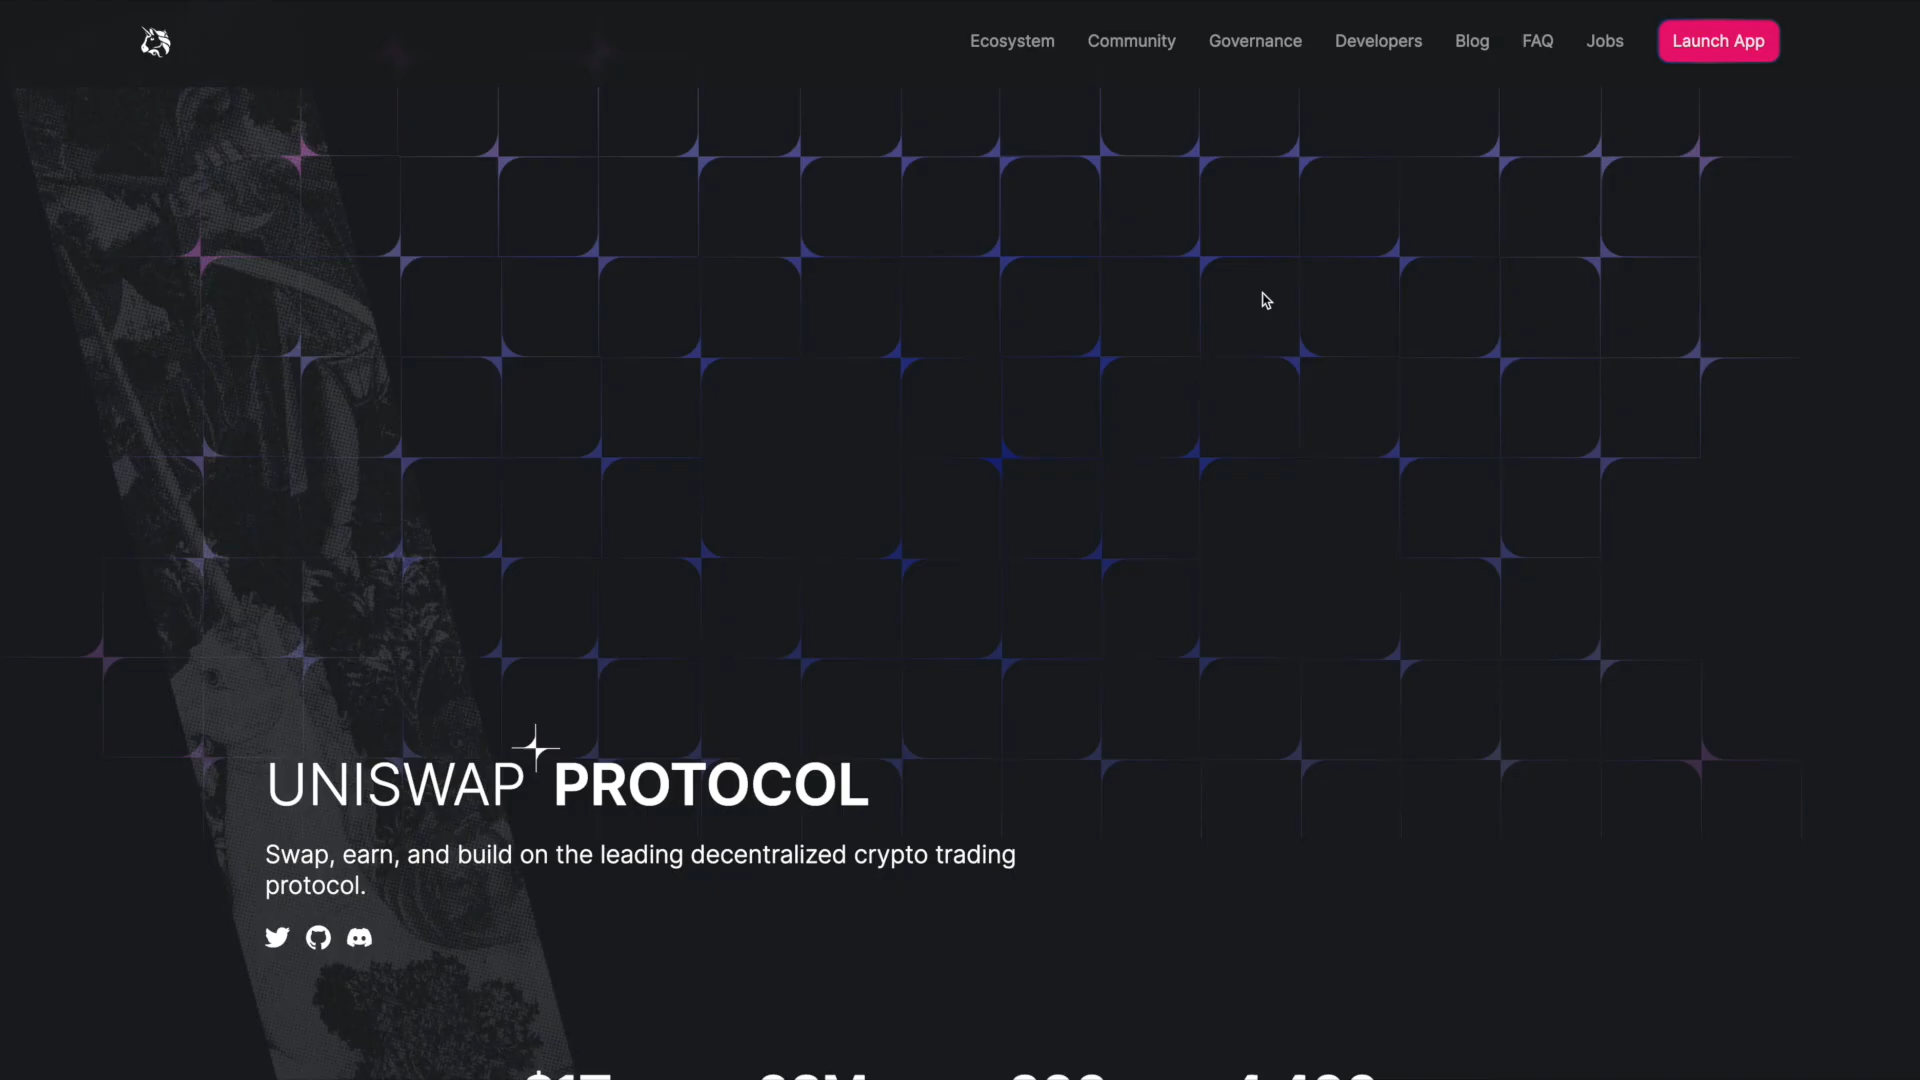 Ecosystem Community Governance Developers Blog FAQ Jobs Launch App
UNISWAP PROTOCOL
Swap, earn, and build on the leading decentralized crypto trading
protocol.